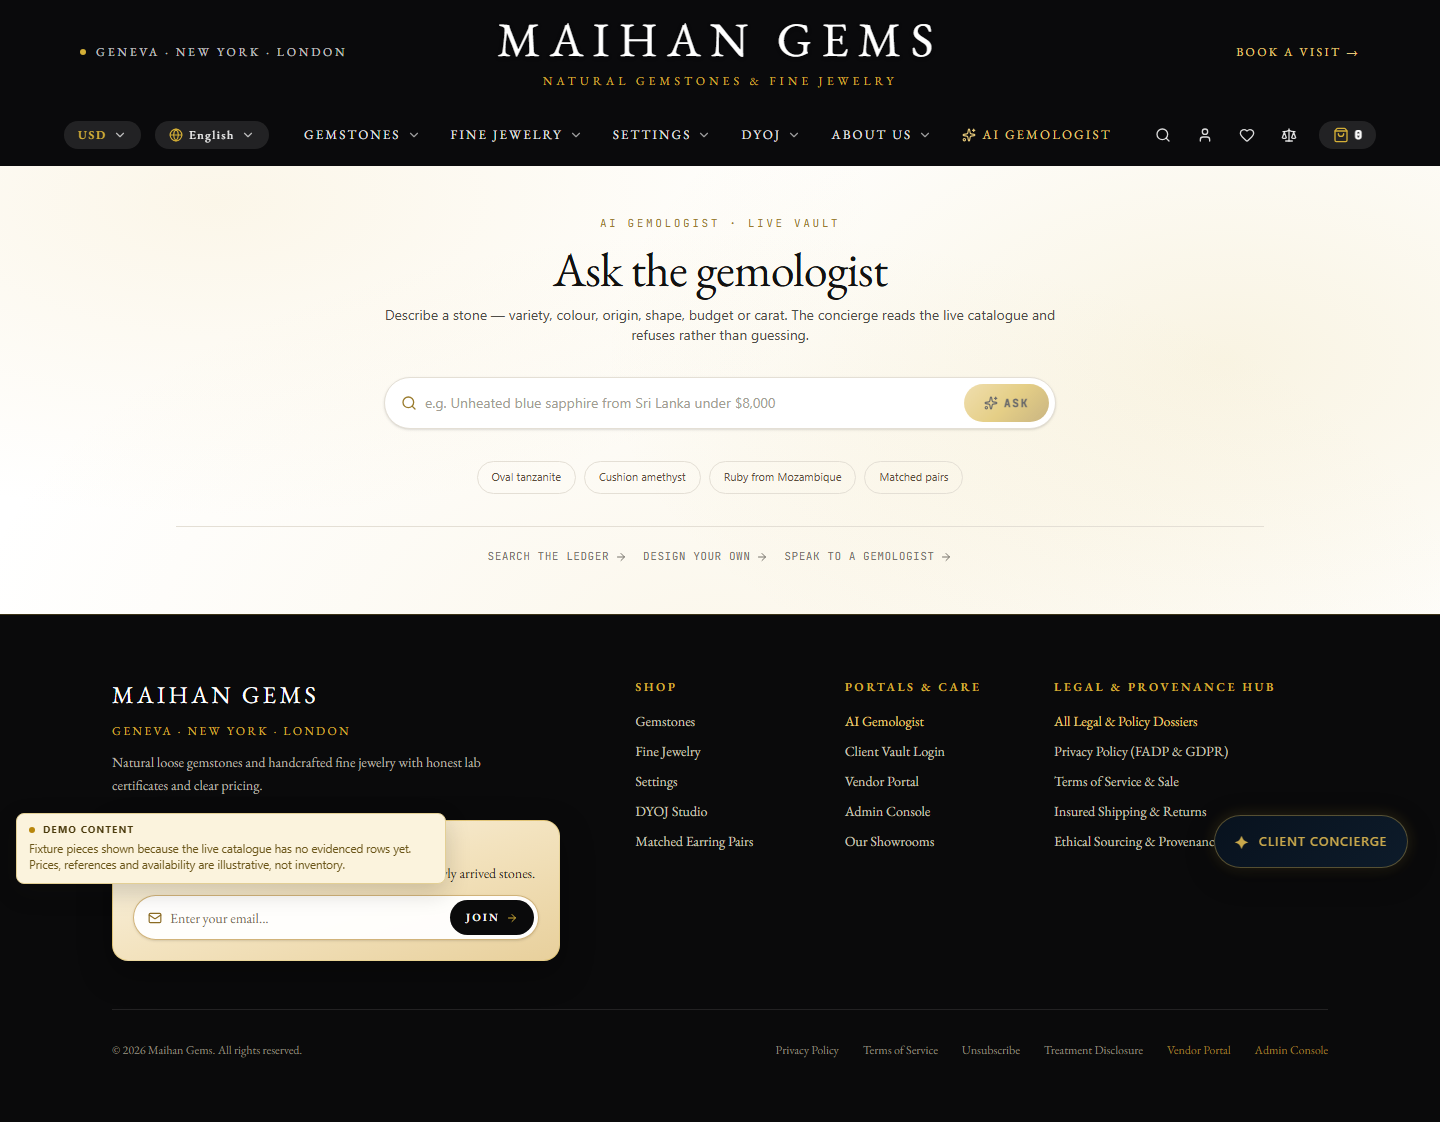 GENEVA · NEW YORK · LONDON
MAIHAN GEMS
NATURAL GEMSTONES & FINE JEWELRY
BOOK A VISIT →
USD
English
GEMSTONES
FINE JEWELRY
SETTINGS
DYOJ
ABOUT US
AI GEMOLOGIST
0
AI GEMOLOGIST · LIVE VAULT
Ask the gemologist
Describe a stone — variety, colour, origin, shape, budget or carat. The concierge reads the live catalogue and
refuses rather than guessing.
e.g. Unheated blue sapphire from Sri Lanka under $8,000
ASK
Oval tanzanite
Cushion amethyst
Ruby from Mozambique
Matched pairs
SEARCH THE LEDGER →
DESIGN YOUR OWN →
SPEAK TO A GEMOLOGIST →
MAIHAN GEMS
GENEVA · NEW YORK · LONDON
Natural loose gemstones and handcrafted fine jewelry with honest lab
certificates and clear pricing.
DEMO CONTENT
Fixture pieces shown because the live catalogue has no evidenced rows yet.
Prices, references and availability are illustrative, not inventory.
arrived stones.
Enter your email...
JOIN →
SHOP
Gemstones
Fine Jewelry
Settings
DYOJ Studio
Matched Earring Pairs
PORTALS & CARE
AI Gemologist
Client Vault Login
Vendor Portal
Admin Console
Our Showrooms
LEGAL & PROVENANCE HUB
All Legal & Policy Dossiers
Privacy Policy (FADP & GDPR)
Terms of Service & Sale
Insured Shipping & Returns
Ethical Sourcing & Provenanc
CLIENT CONCIERGE
© 2026 Maihan Gems. All rights reserved.
Privacy Policy
Terms of Service
Unsubscribe
Treatment Disclosure
Vendor Portal
Admin Console